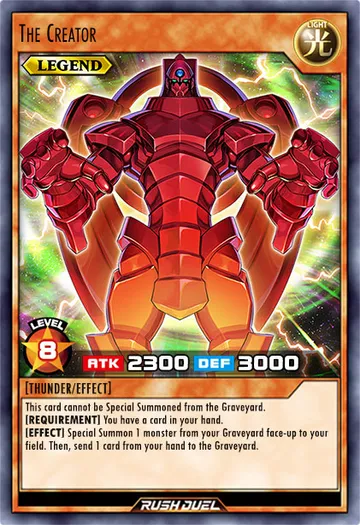 THE CREATOR
LIGHT
光
LEGEND
LEVEL
8
ATK 2300 DEF 3000
[THUNDER/EFFECT]
This card cannot be Special Summoned from the Graveyard.
[REQUIREMENT] You have a card in your hand.
[EFFECT] Special Summon 1 monster from your Graveyard face-up to your
field. Then, send 1 card from your hand to the Graveyard.
RUSH DUEL